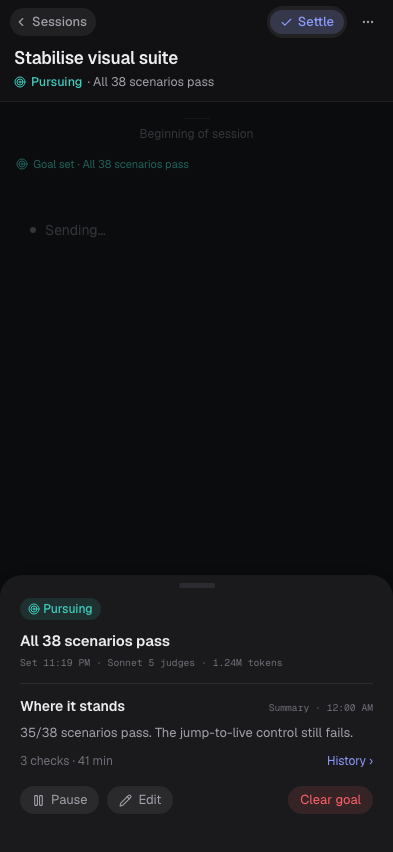 Sessions
Settle
Stabilise visual suite
Pursuing · All 38 scenarios pass
Beginning of session
Goal set · All 38 scenarios pass
Sending…
Pursuing
All 38 scenarios pass
Set 11:19 PM · Sonnet 5 judges · 1.24M tokens
Where it stands
Summary · 12:00 AM
35/38 scenarios pass. The jump-to-live control still fails.
3 checks · 41 min
History ›
Pause
Edit
Clear goal